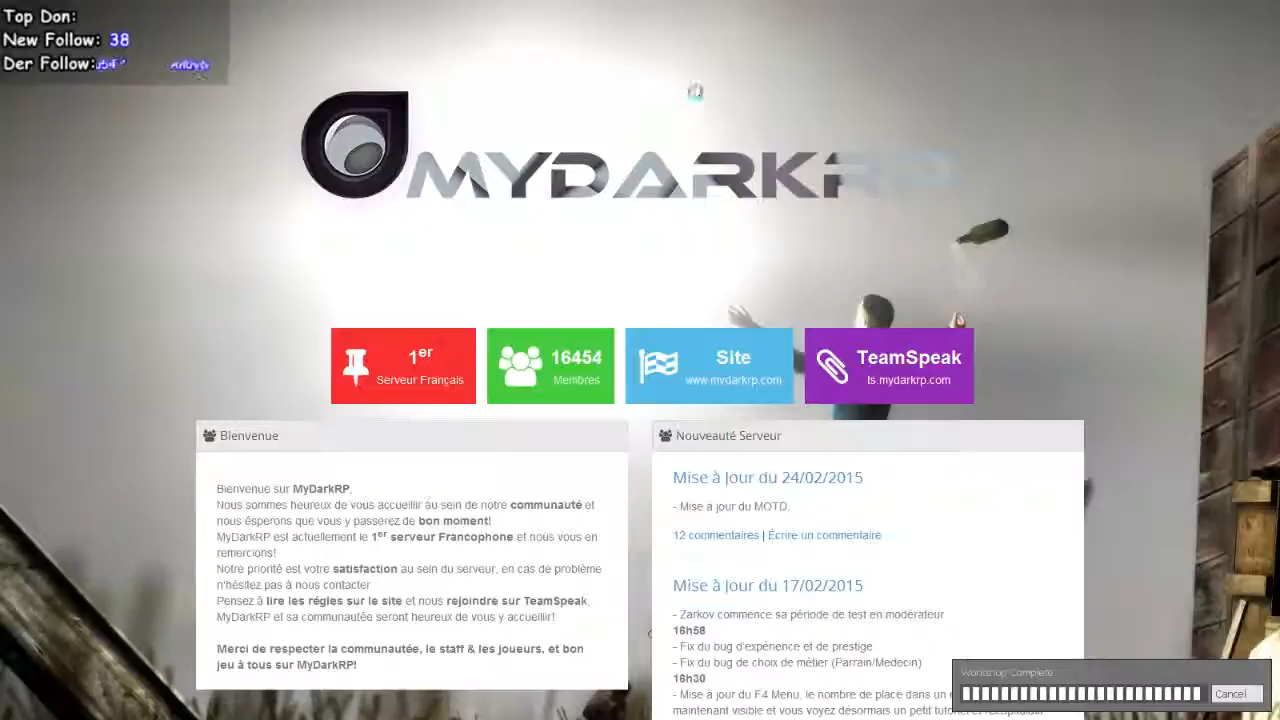 Top Don:
New Follow: 38
Der Follow:
MYDARKRP
1er
Serveur Français
16454
Membres
Site
www.mydarkrp.com
TeamSpeak
ts.mydarkrp.com
Bienvenue
Bienvenue sur MyDarkRP,
Nous sommes heureux de vous accueillir au sein de notre communauté et
nous ésperons que vous y passerez de bon moment!
MyDarkRP est actuellement le 1er serveur Francophone et nous vous en
remercions!
Notre priorité est votre satisfaction au sein du serveur, en cas de problème
n'hésitez pas à nous contacter
Pensez à lire les régles sur le site et nous rejoindre sur TeamSpeak,
MyDarkRP et sa communautée seront heureux de vous y accueillir!
Merci de respecter la communautée, le staff & les joueurs, et bon
jeu à tous sur MyDarkRP!
Nouveauté Serveur
Mise à jour du 24/02/2015
- Mise a jour du MOTD.
12 commentaires | Écrire un commentaire
Mise à jour du 17/02/2015
- Zarkov commence sa période de test en modérateur
16h58
- Fix du bug d'expérience et de prestige
- Fix du bug de choix de métier (Parrain/Medecin)
16h30
- Mise à jour du F4 Menu, le nombre de place dans un
maintenant visible et vous voyez désormais un petit
Workshop Complete
Cancel